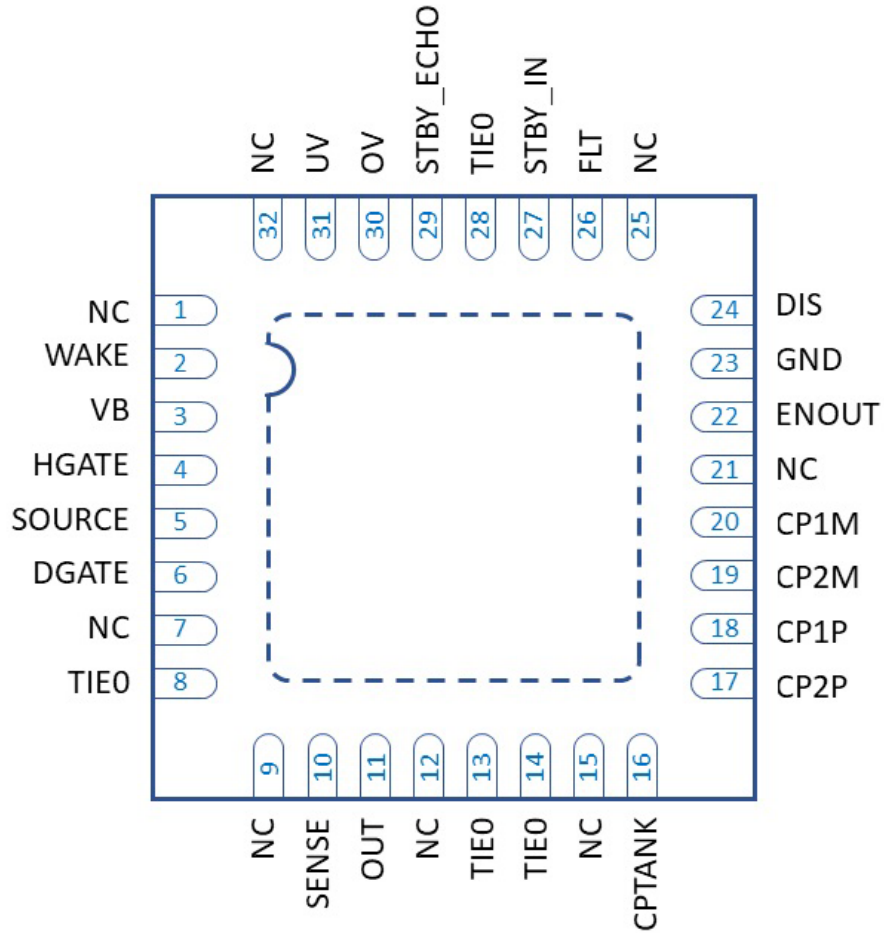 NC
UV
OV
STBY_ECHO
TIE0
STBY_IN
FLT
NC
32
31
30
29
28
27
26
25
NC 1
WAKE 2
VB 3
HGATE 4
SOURCE 5
DGATE 6
NC 7
TIE0 8
24 DIS
23 GND
22 ENOUT
21 NC
20 CP1M
19 CP2M
18 CP1P
17 CP2P
9
10
11
12
13
14
15
16
NC
SENSE
OUT
NC
TIE0
TIE0
NC
CPTANK